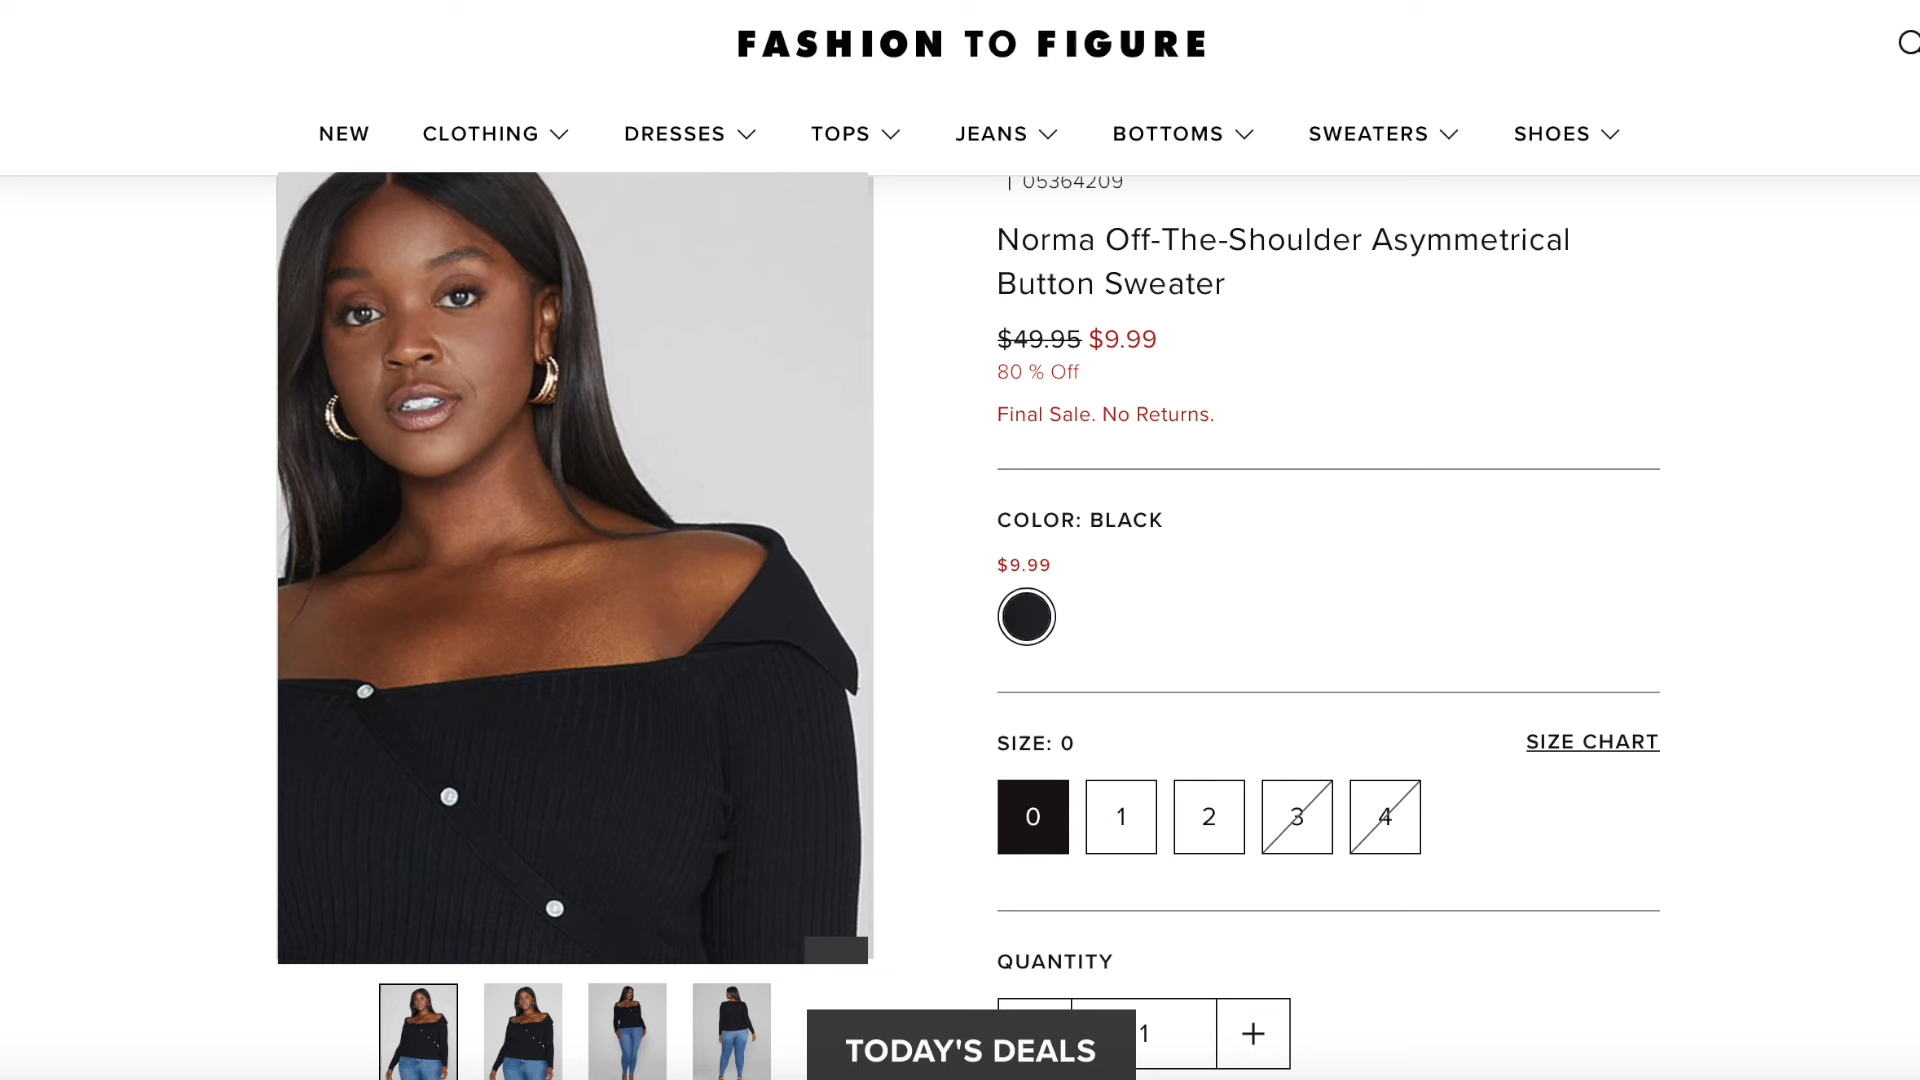 FASHION TO FIGURE
NEW CLOTHING DRESSES TOPS JEANS BOTTOMS SWEATERS SHOES
| 05364209
Norma Off-The-Shoulder Asymmetrical
Button Sweater
$49.95 $9.99
80 % Off
Final Sale. No Returns.
COLOR: BLACK
$9.99
SIZE: 0 SIZE CHART
0 1 2 3 4
QUANTITY
1 +
TODAY'S DEALS